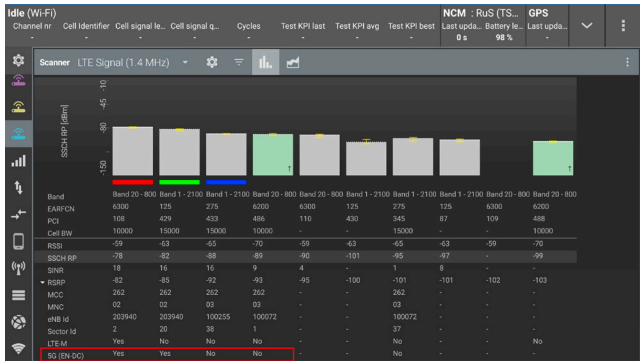 Idle (Wi-Fi) NCM : RuS (TS... GPS
Channel nr Cell Identifier Cell signal le... Cell signal q... Cycles Test KPI last Test KPI avg Test KPI best Last upda... Battery le... Last upda...
- - - - - - - - 0 s 98 % -
Scanner LTE Signal (1.4 MHz)
SSCH RP [dBm]
-10
-45
-80
-150
Band Band 20 - 800 Band 1 - 2100 Band 1 - 2100 Band 20 - 800 Band 20 - 800 Band 1 - 2100 Band 1 - 2100 Band 1 - 2100 Band 20 - 800 Band 20 - 800
EARFCN 6300 125 275 6200 6300 125 275 125 6300 6200
PCI 108 429 433 486 110 430 345 87 109 488
Cell BW 10000 15000 15000 10000 - - 15000 - - 10000
RSSI -59 -63 -65 -70 -59 -63 -65 -63 -59 -70
SSCH RP -78 -82 -88 -89 -90 -101 -95 -97 - -99
SINR 18 16 16 9 4 - 1 8 - -
RSRP -82 -85 -92 -93 -95 -100 -101 -101 -102 -103
MCC 262 262 262 262 - - 262 - - -
MNC 02 02 03 03 - - 03 - - -
eNB Id 203940 203940 100255 100072 - - 100072 - - -
Sector Id 2 20 38 1 - - 37 - - -
LTE-M Yes No No No - - No - - No
5G (EN-DC) Yes Yes No No - - No - - -